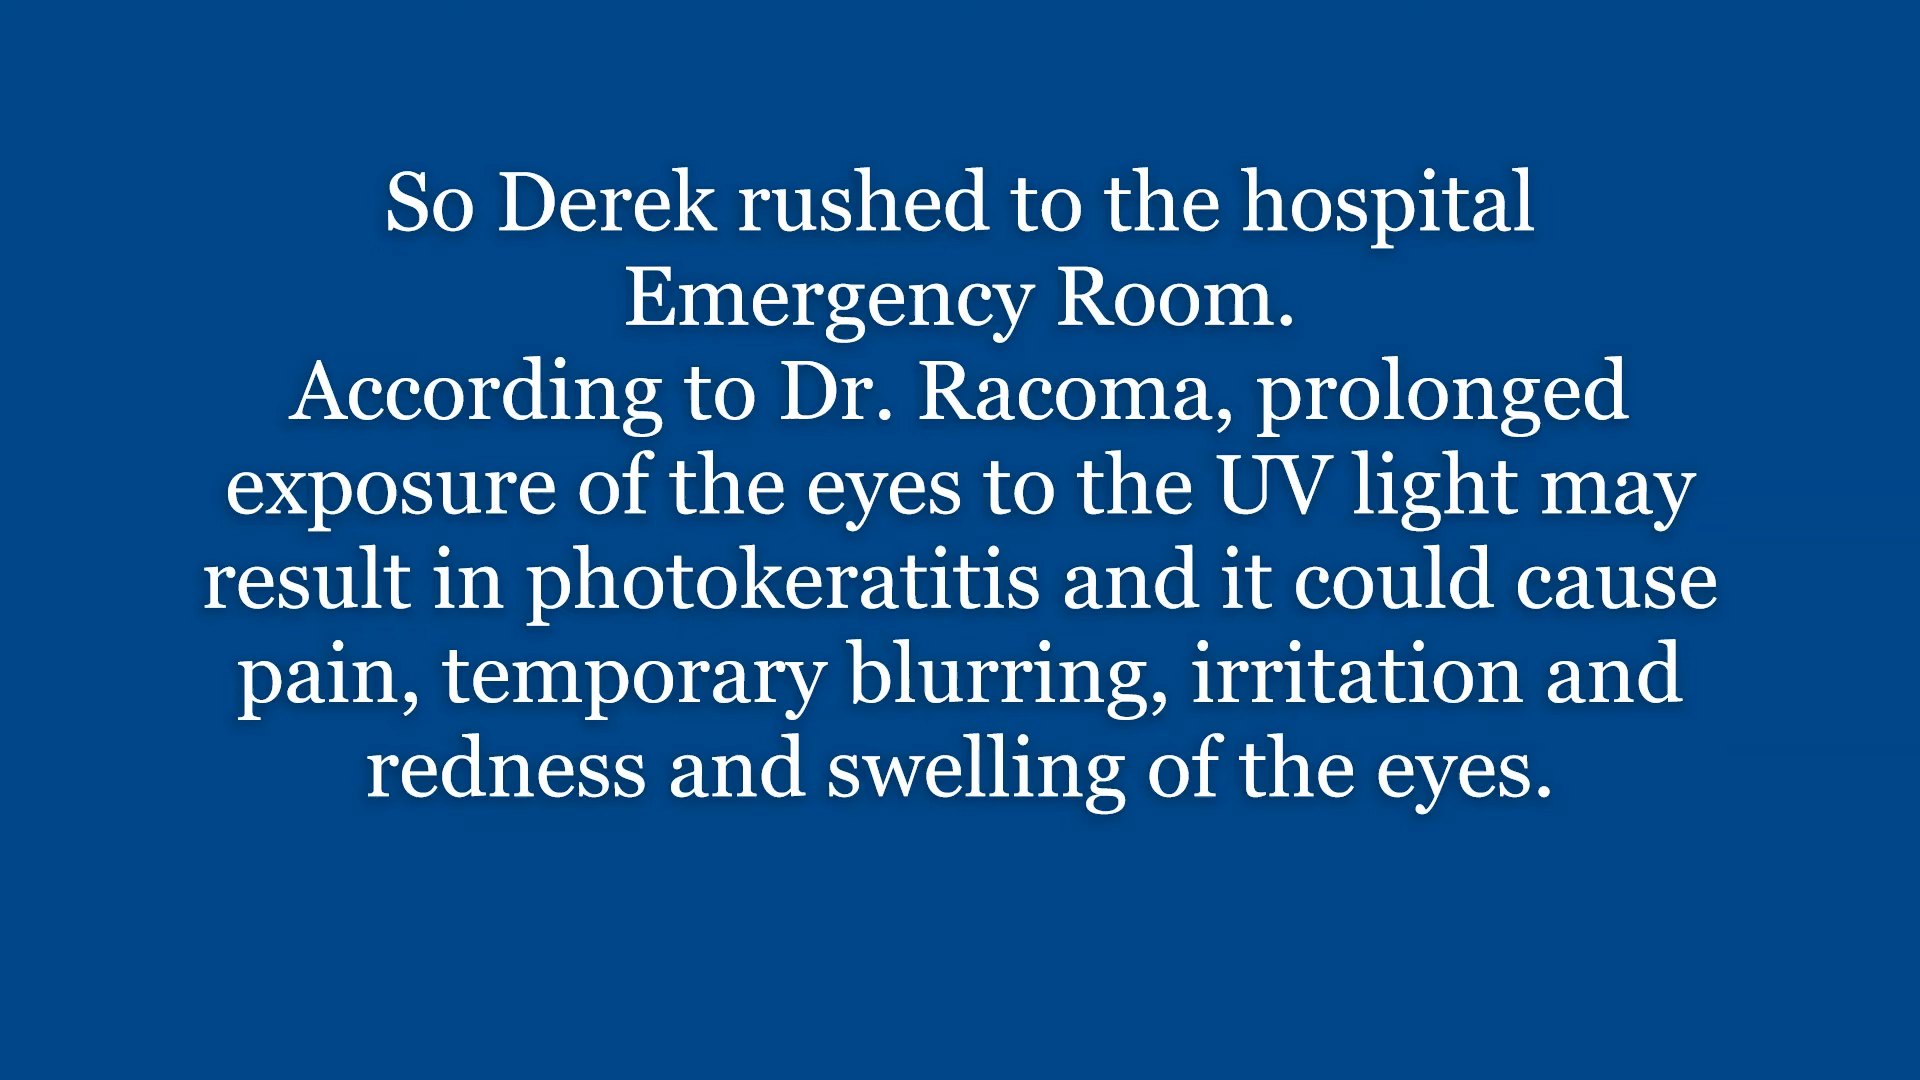 So Derek rushed to the hospital
Emergency Room.
According to Dr. Racoma, prolonged
exposure of the eyes to the UV light may
result in photokeratitis and it could cause
pain, temporary blurring, irritation and
redness and swelling of the eyes.